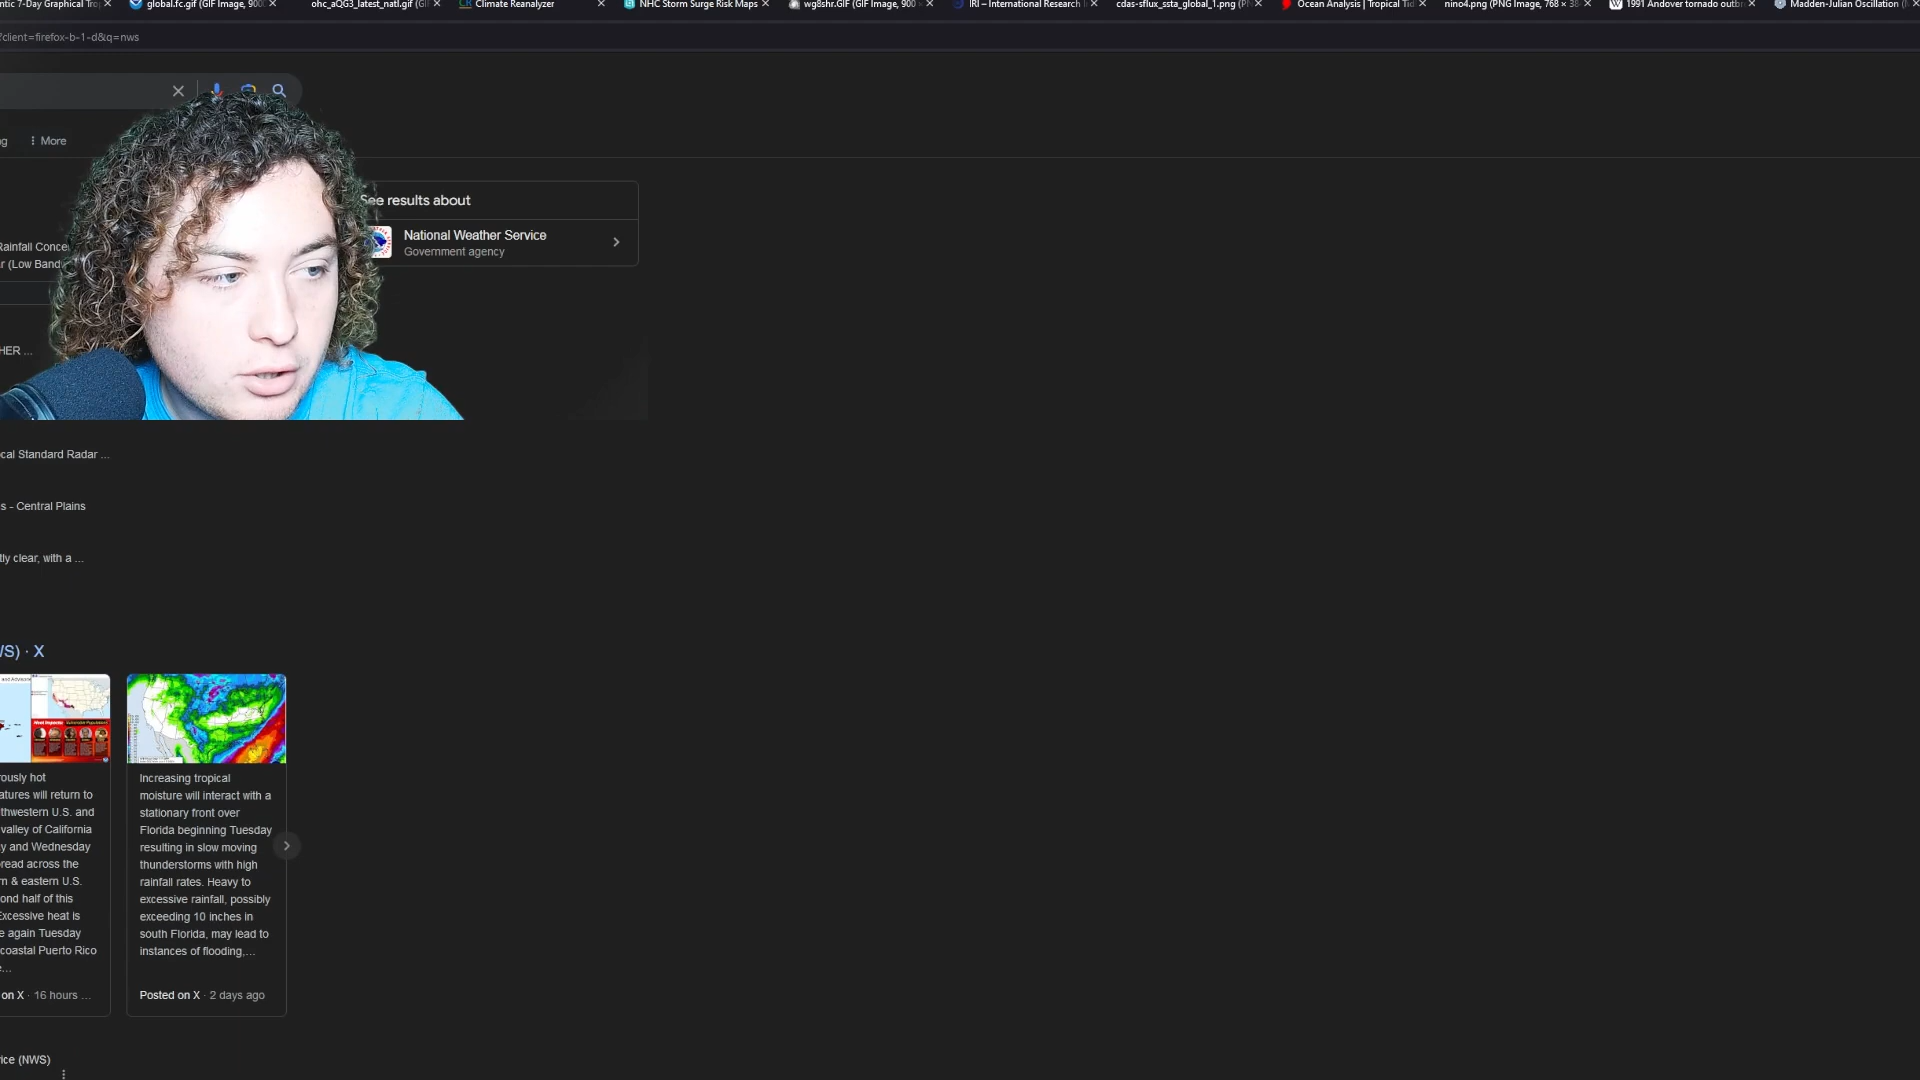 ntic 7-Day Graphical Tro
global.fc.gif (GIF Image, 900
ohc_aQG3_latest_natl.gif (GI
Climate Reanalyzer
NHC Storm Surge Risk Maps
wg8shr.GIF (GIF Image, 900
IRI – International Research I
cdas-sflux_ssta_global_1.png (PN
Ocean Analysis | Tropical Tid
nino4.png (PNG Image, 768 × 38
1991 Andover tornado outbr
Madden-Julian Oscillation (
?client=firefox-b-1-d&q=nws
g
More
See results about
National Weather Service
Government agency
Rainfall Conce
r (Low Band
HER ...
cal Standard Radar ...
s - Central Plains
tly clear, with a ...
WS) · X
and Advisories
rously hot
atures will return to
thwestern U.S. and
valley of California
y and Wednesday
oread across the
rn & eastern U.S.
ond half of this
Excessive heat is
e again Tuesday
coastal Puerto Rico
e...
on X · 16 hours ...
Increasing tropical
moisture will interact with a
stationary front over
Florida beginning Tuesday
resulting in slow moving
thunderstorms with high
rainfall rates. Heavy to
excessive rainfall, possibly
exceeding 10 inches in
south Florida, may lead to
instances of flooding,...
Posted on X · 2 days ago
ice (NWS)